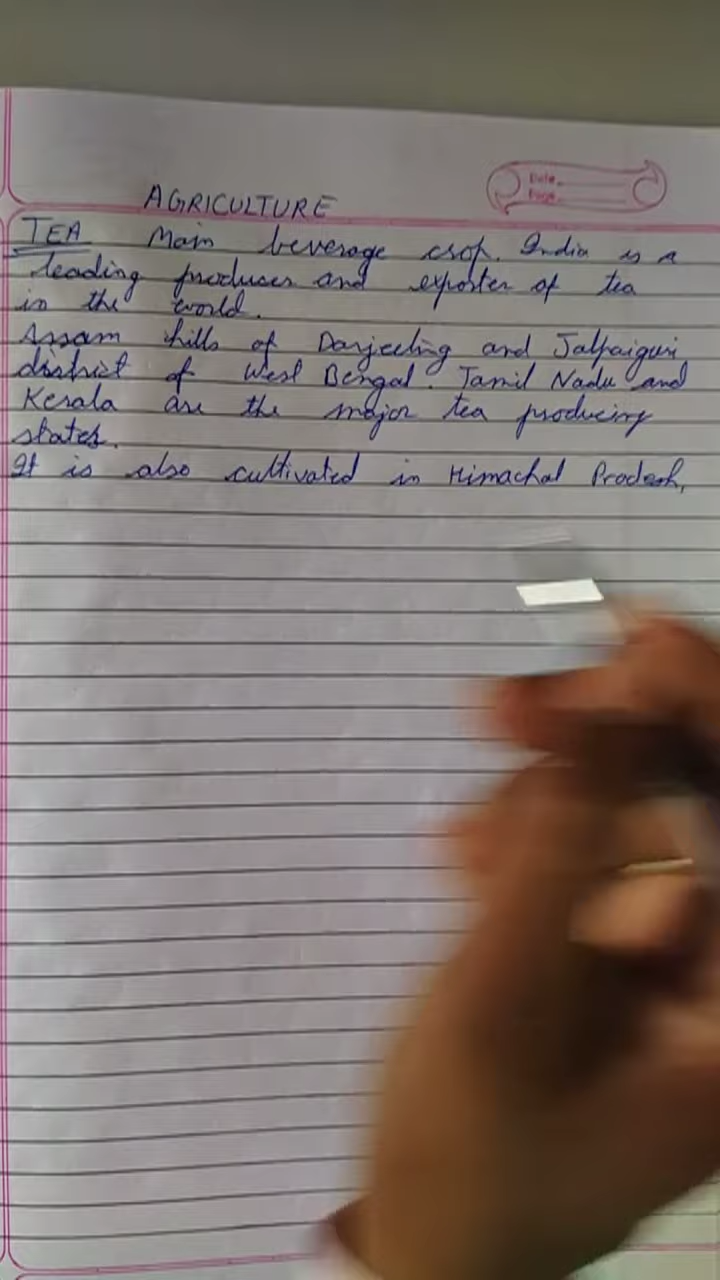 Date
Page
AGRICULTURE
TEA Main beverage crop. India is a
leading producer and exporter of tea
in the world.
Assam hills of Darjeeling and Jalpaiguri
district of West Bengal. Tamil Nadu and
Kerala are the major tea producing
states.
It is also cultivated in Himachal Pradesh,